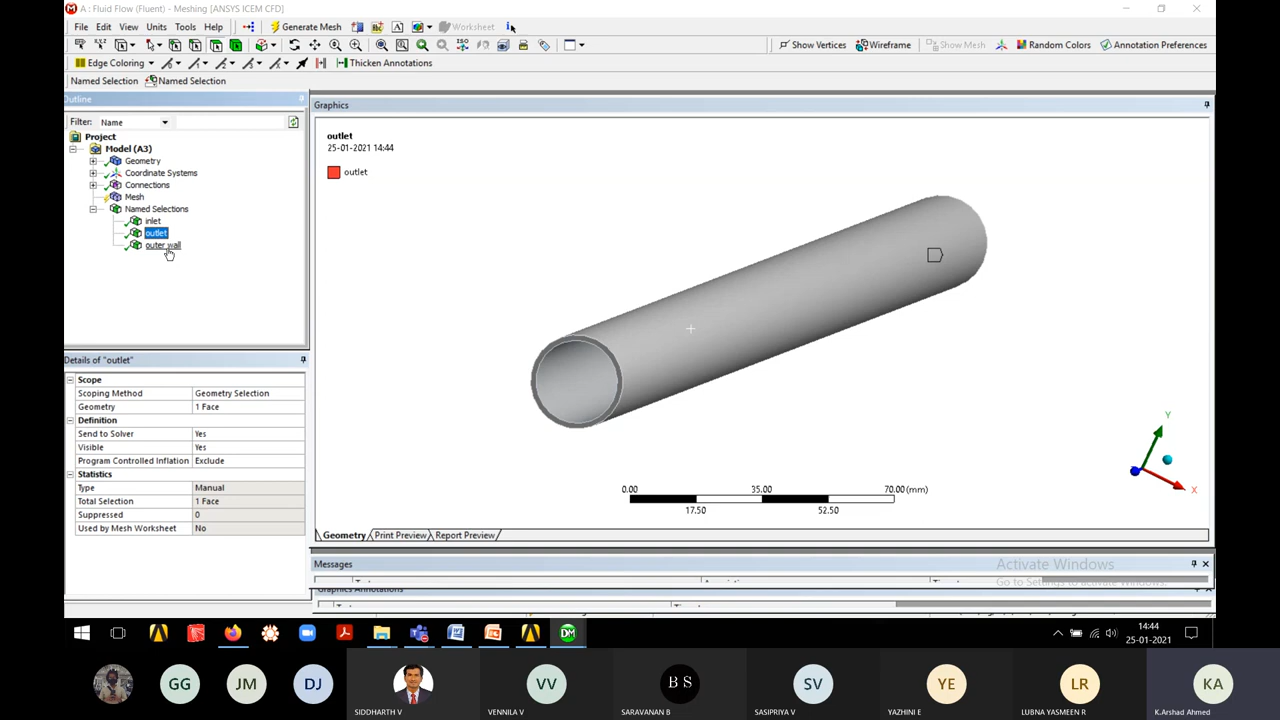 A : Fluid Flow (Fluent) - Meshing [ANSYS ICEM CFD]
File Edit View Units Tools Help Generate Mesh Worksheet
Show Vertices Wireframe Show Mesh Random Colors Annotation Preferences
Edge Coloring Thicken Annotations
Named Selection Named Selection
Outline
Filter: Name
Project
Model (A3)
Geometry
Coordinate Systems
Connections
Mesh
Named Selections
inlet
outlet
outer wall
Details of "outlet"
Scope
Scoping Method Geometry Selection
Geometry 1 Face
Definition
Send to Solver Yes
Visible Yes
Program Controlled Inflation Exclude
Statistics
Type Manual
Total Selection 1 Face
Suppressed 0
Used by Mesh Worksheet No
Graphics
outlet
25-01-2021 14:44
outlet
Y
X
0.00 35.00 70.00 (mm)
17.50 52.50
Geometry Print Preview Report Preview
Messages
Activate Windows
Go to Settings to activate Windows.
Graphics Annotations
DM
14:44
25-01-2021
GG JM DJ VV B S SV YE LR KA
SIDDHARTH V VENNILA V SARAVANAN B SASIPRIYA V YAZHINI E LUBNA YASMEEN R K.Arshad Ahmed